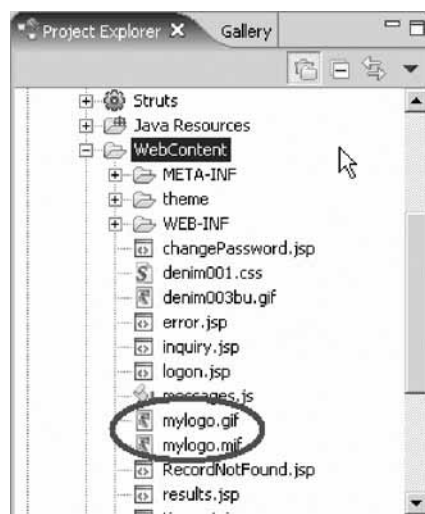 Project Explorer Gallery
Struts
Java Resources
WebContent
META-INF
theme
WEB-INF
changePassword.jsp
denim001.css
denim003bu.gif
error.jsp
inquiry.jsp
logon.jsp
messages.js
mylogo.gif
mylogo.mif
RecordNotFound.jsp
results.jsp